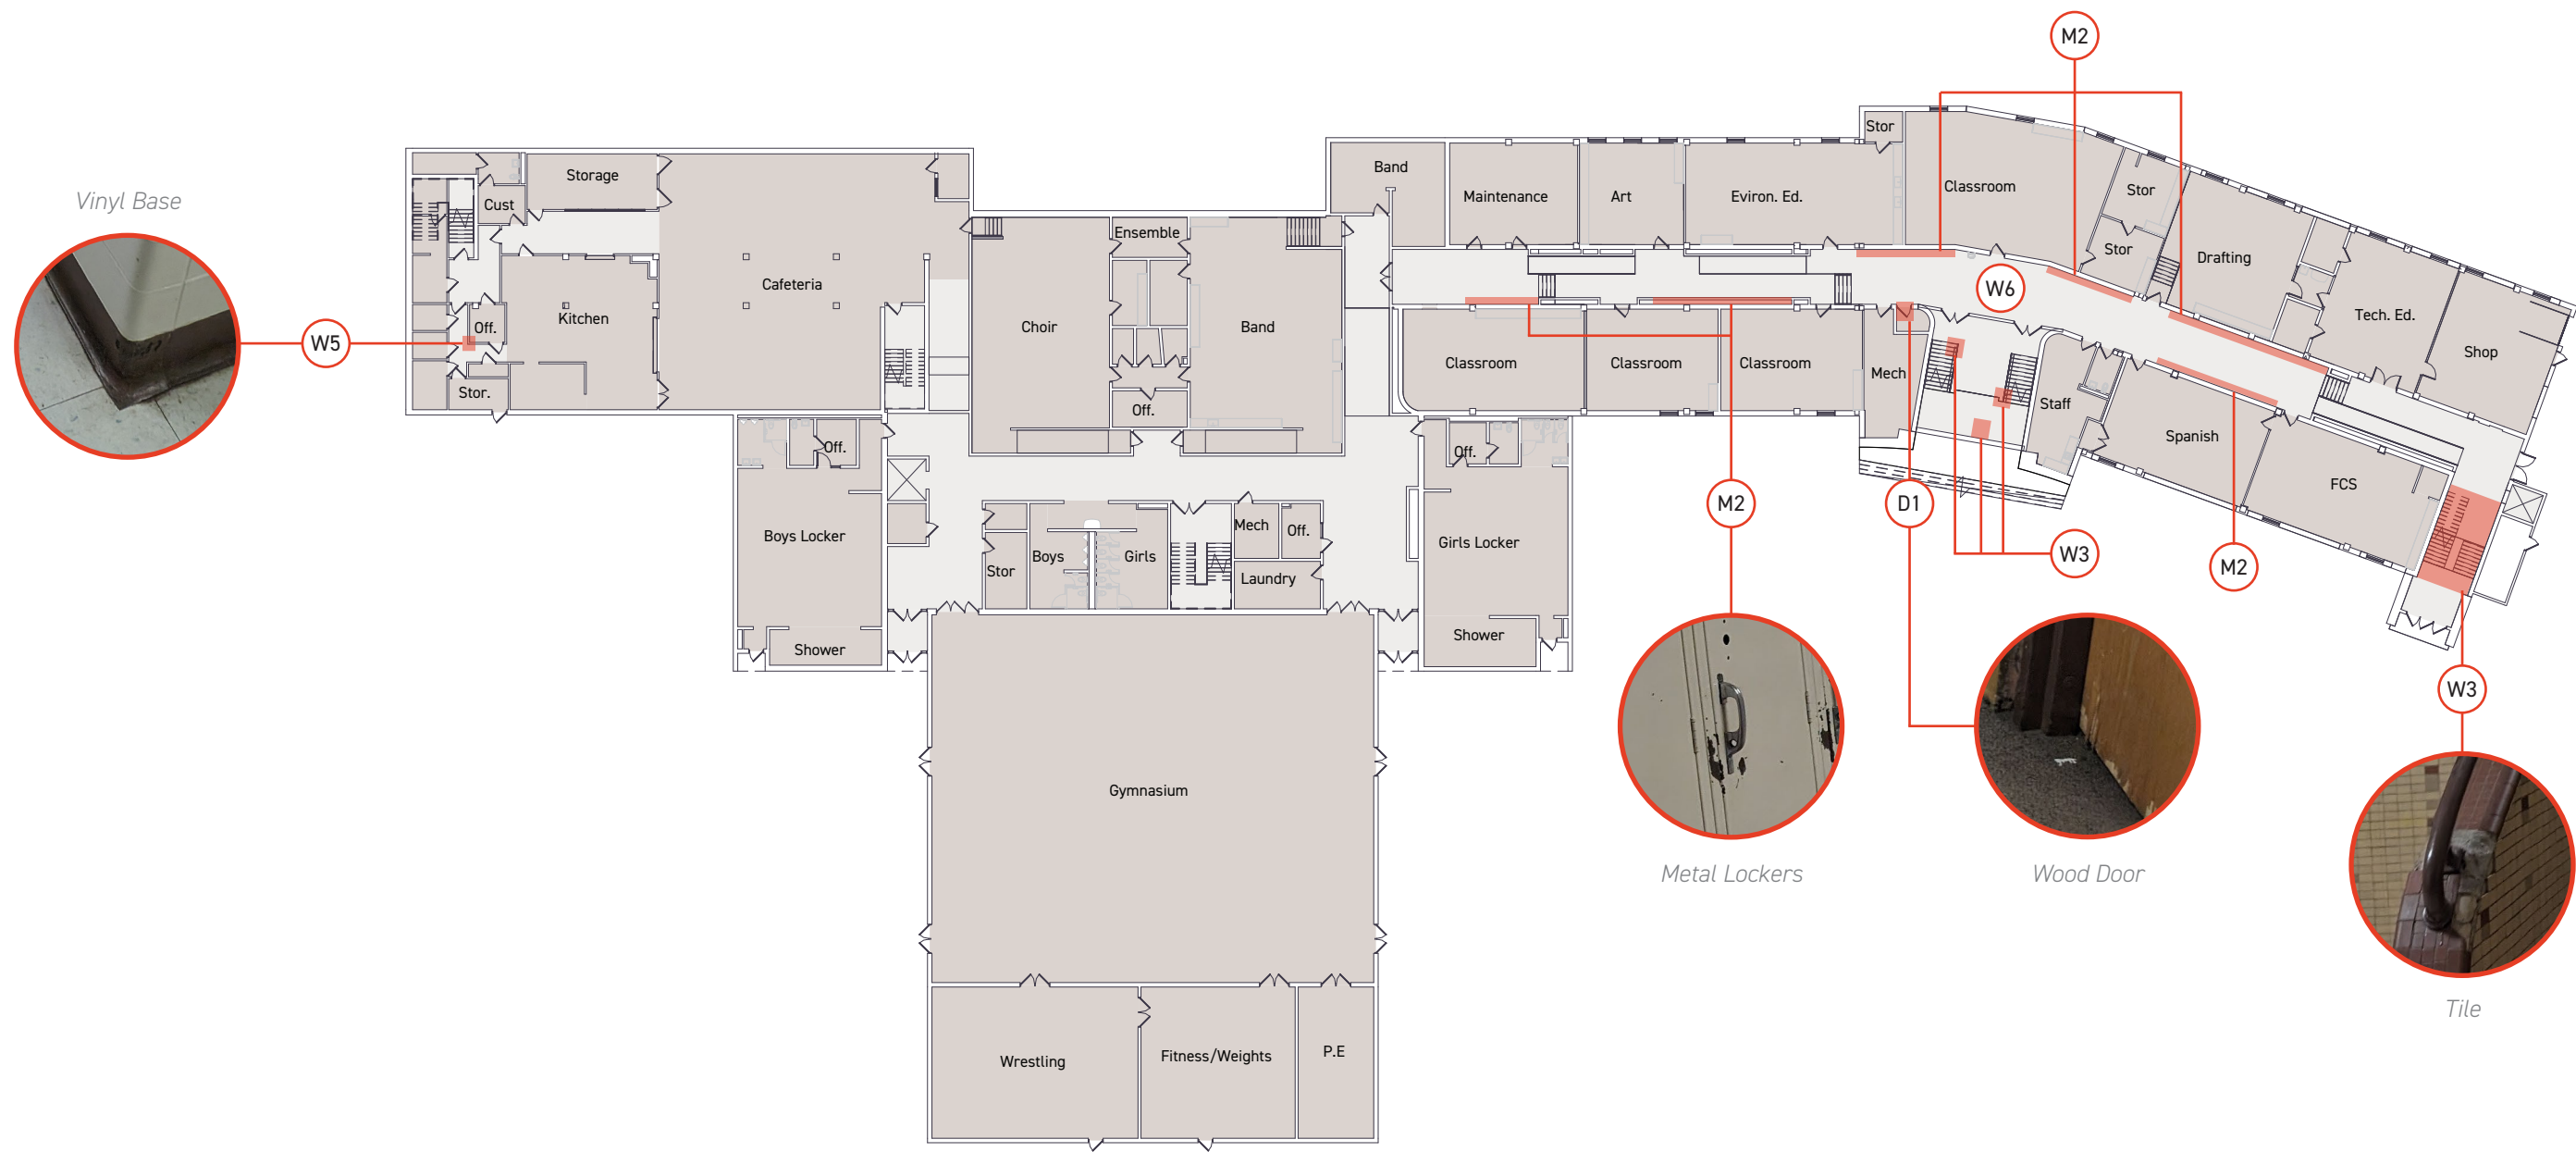 M2
Stor
Band
Maintenance
Art
Eviron. Ed.
Classroom
Stor
Stor
Drafting
Tech. Ed.
Shop
W6
Storage
Cust
Vinyl Base
Ensemble
Cafeteria
Kitchen
Off.
W5
Stor.
Choir
Band
Off.
Classroom
Classroom
Classroom
Mech
Staff
Spanish
FCS
Off.
Off.
M2
D1
W3
M2
Boys Locker
Mech
Off.
Girls Locker
Boys
Girls
Stor
Laundry
Shower
Shower
W3
Gymnasium
Metal Lockers
Wood Door
Tile
Wrestling
Fitness/Weights
P.E